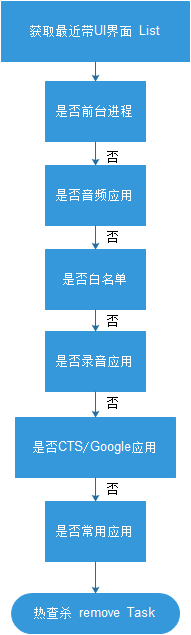 获取最近带UI界面 List
是否前台进程
否
是否音频应用
否
是否白名单
否
是否录音应用
否
是否CTS/Google应用
否
是否常用应用
热查杀 remove Task